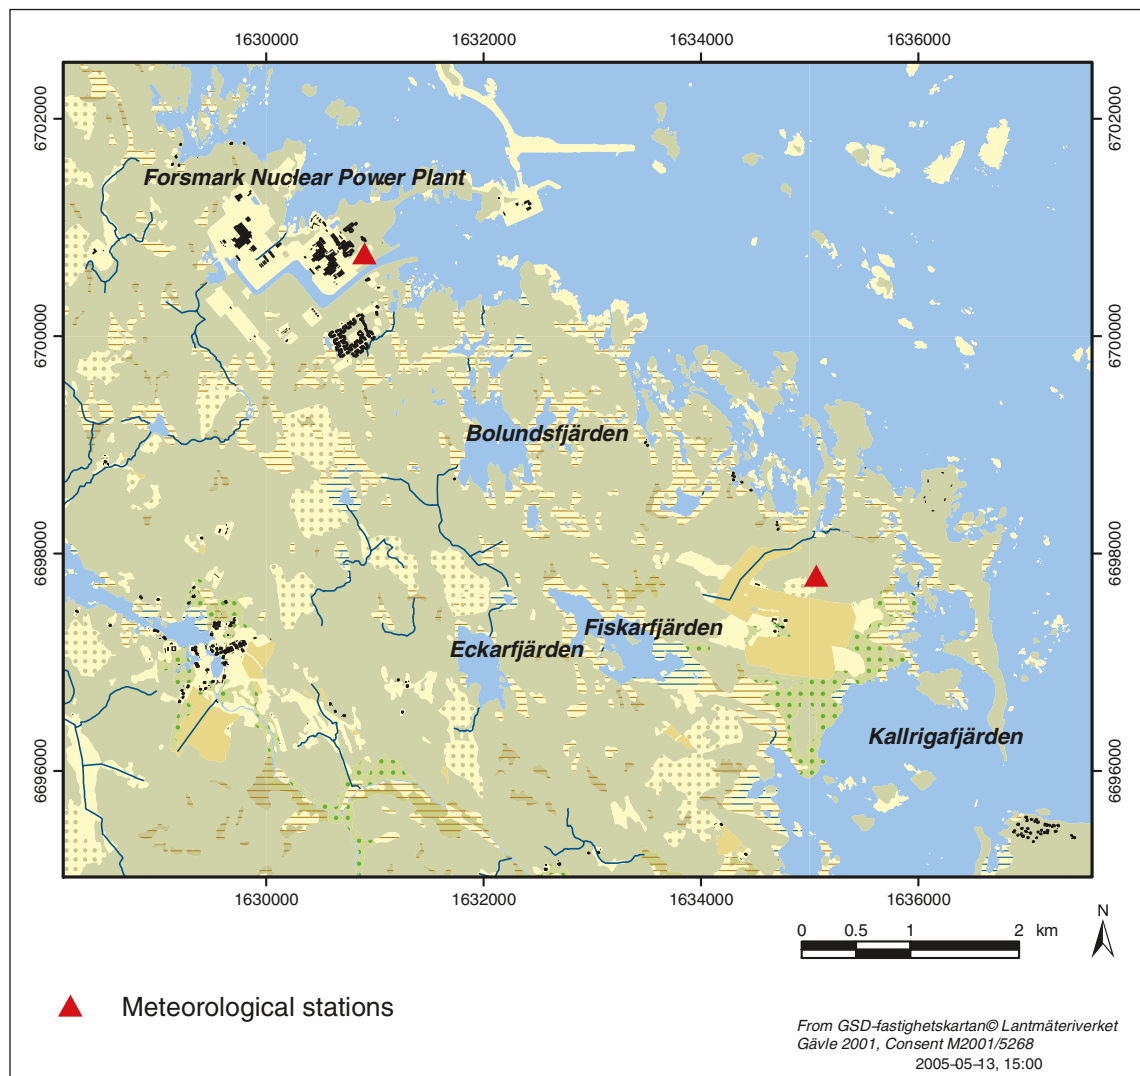 1630000 1632000 1634000 1636000
6702000 6702000
Forsmark Nuclear Power Plant
6700000 6700000
Bolundsfjärden
6698000 6698000
Fiskarfjärden
Eckarfjärden
Kallrigafjärden
6696000 6696000
1630000 1632000 1634000 1636000
N
0 0.5 1 2 km
Meteorological stations
From GSD-fastighetskartan© Lantmäteriverket
Gävle 2001, Consent M2001/5268
2005-05-13, 15:00